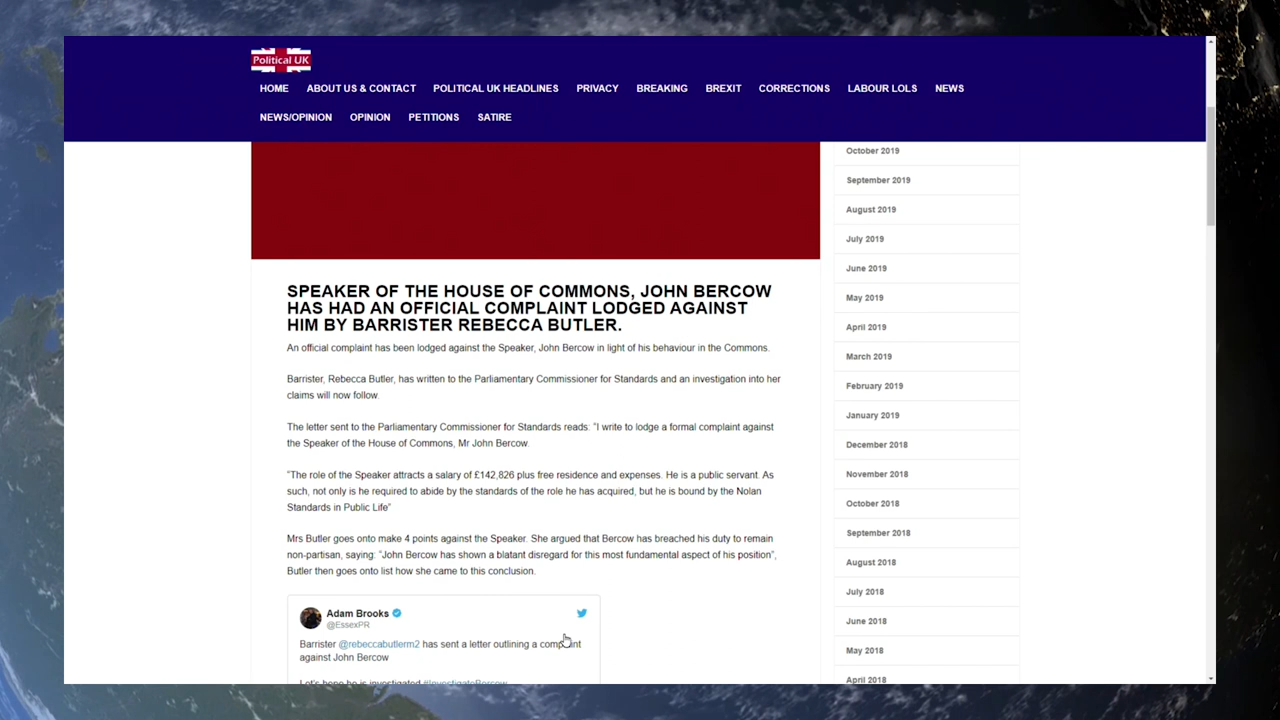 Political UK
HOME ABOUT US & CONTACT POLITICAL UK HEADLINES PRIVACY BREAKING BREXIT CORRECTIONS LABOUR LOLS NEWS
NEWS/OPINION OPINION PETITIONS SATIRE
SPEAKER OF THE HOUSE OF COMMONS, JOHN BERCOW
HAS HAD AN OFFICIAL COMPLAINT LODGED AGAINST
HIM BY BARRISTER REBECCA BUTLER.
An official complaint has been lodged against the Speaker, John Bercow in light of his behaviour in the Commons.
Barrister, Rebecca Butler, has written to the Parliamentary Commissioner for Standards and an investigation into her
claims will now follow.
The letter sent to the Parliamentary Commissioner for Standards reads: “I write to lodge a formal complaint against
the Speaker of the House of Commons, Mr John Bercow.
“The role of the Speaker attracts a salary of £142,826 plus free residence and expenses. He is a public servant. As
such, not only is he required to abide by the standards of the role he has acquired, but he is bound by the Nolan
Standards in Public Life”
Mrs Butler goes onto make 4 points against the Speaker. She argued that Bercow has breached his duty to remain
non-partisan, saying: “John Bercow has shown a blatant disregard for this most fundamental aspect of his position”,
Butler then goes onto list how she came to this conclusion.
Adam Brooks
@EssexPR
Barrister @rebeccabutlerm2 has sent a letter outlining a complaint
against John Bercow
Let's hope he is investigated #InvestigateBercow
October 2019
September 2019
August 2019
July 2019
June 2019
May 2019
April 2019
March 2019
February 2019
January 2019
December 2018
November 2018
October 2018
September 2018
August 2018
July 2018
June 2018
May 2018
April 2018